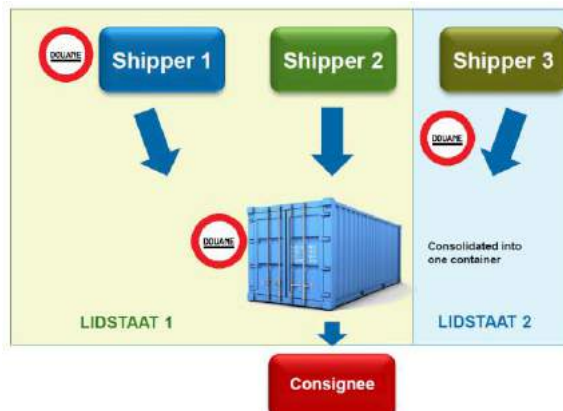 DOUANE
Shipper 1
Shipper 2
Shipper 3
DOUANE
DOUANE
Consolidated into
one container
LIDSTAAT 1
LIDSTAAT 2
Consignee